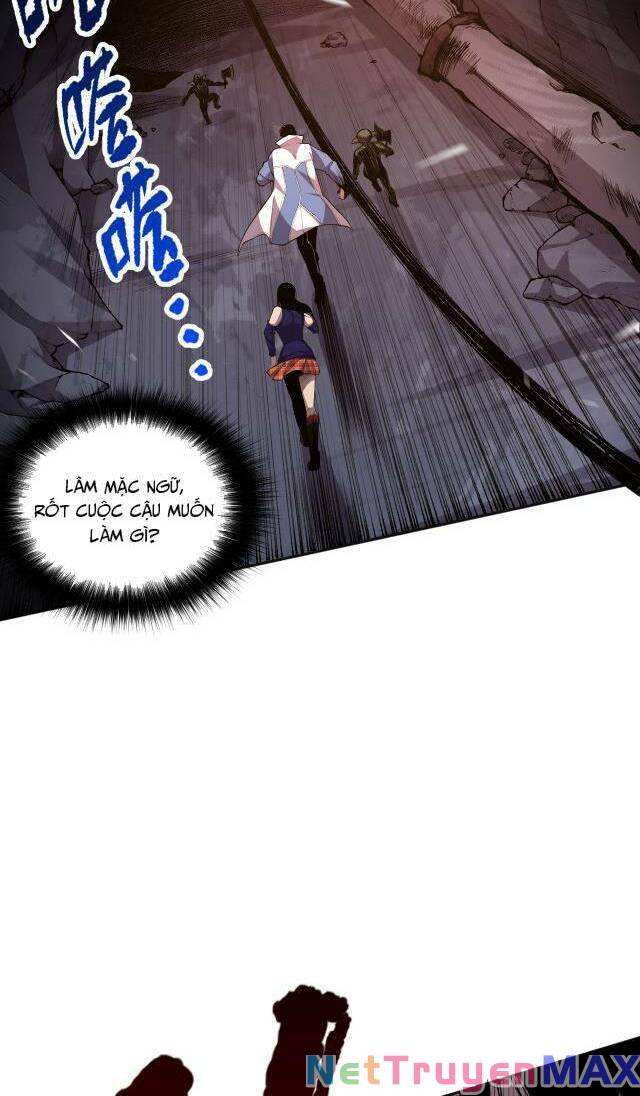 嗒
嗒
嗒...
LÂM MẶC NGỮ,
RỐT CUỘC CẬU MUỐN
LÀM GÌ?
NETTRUYENMAX